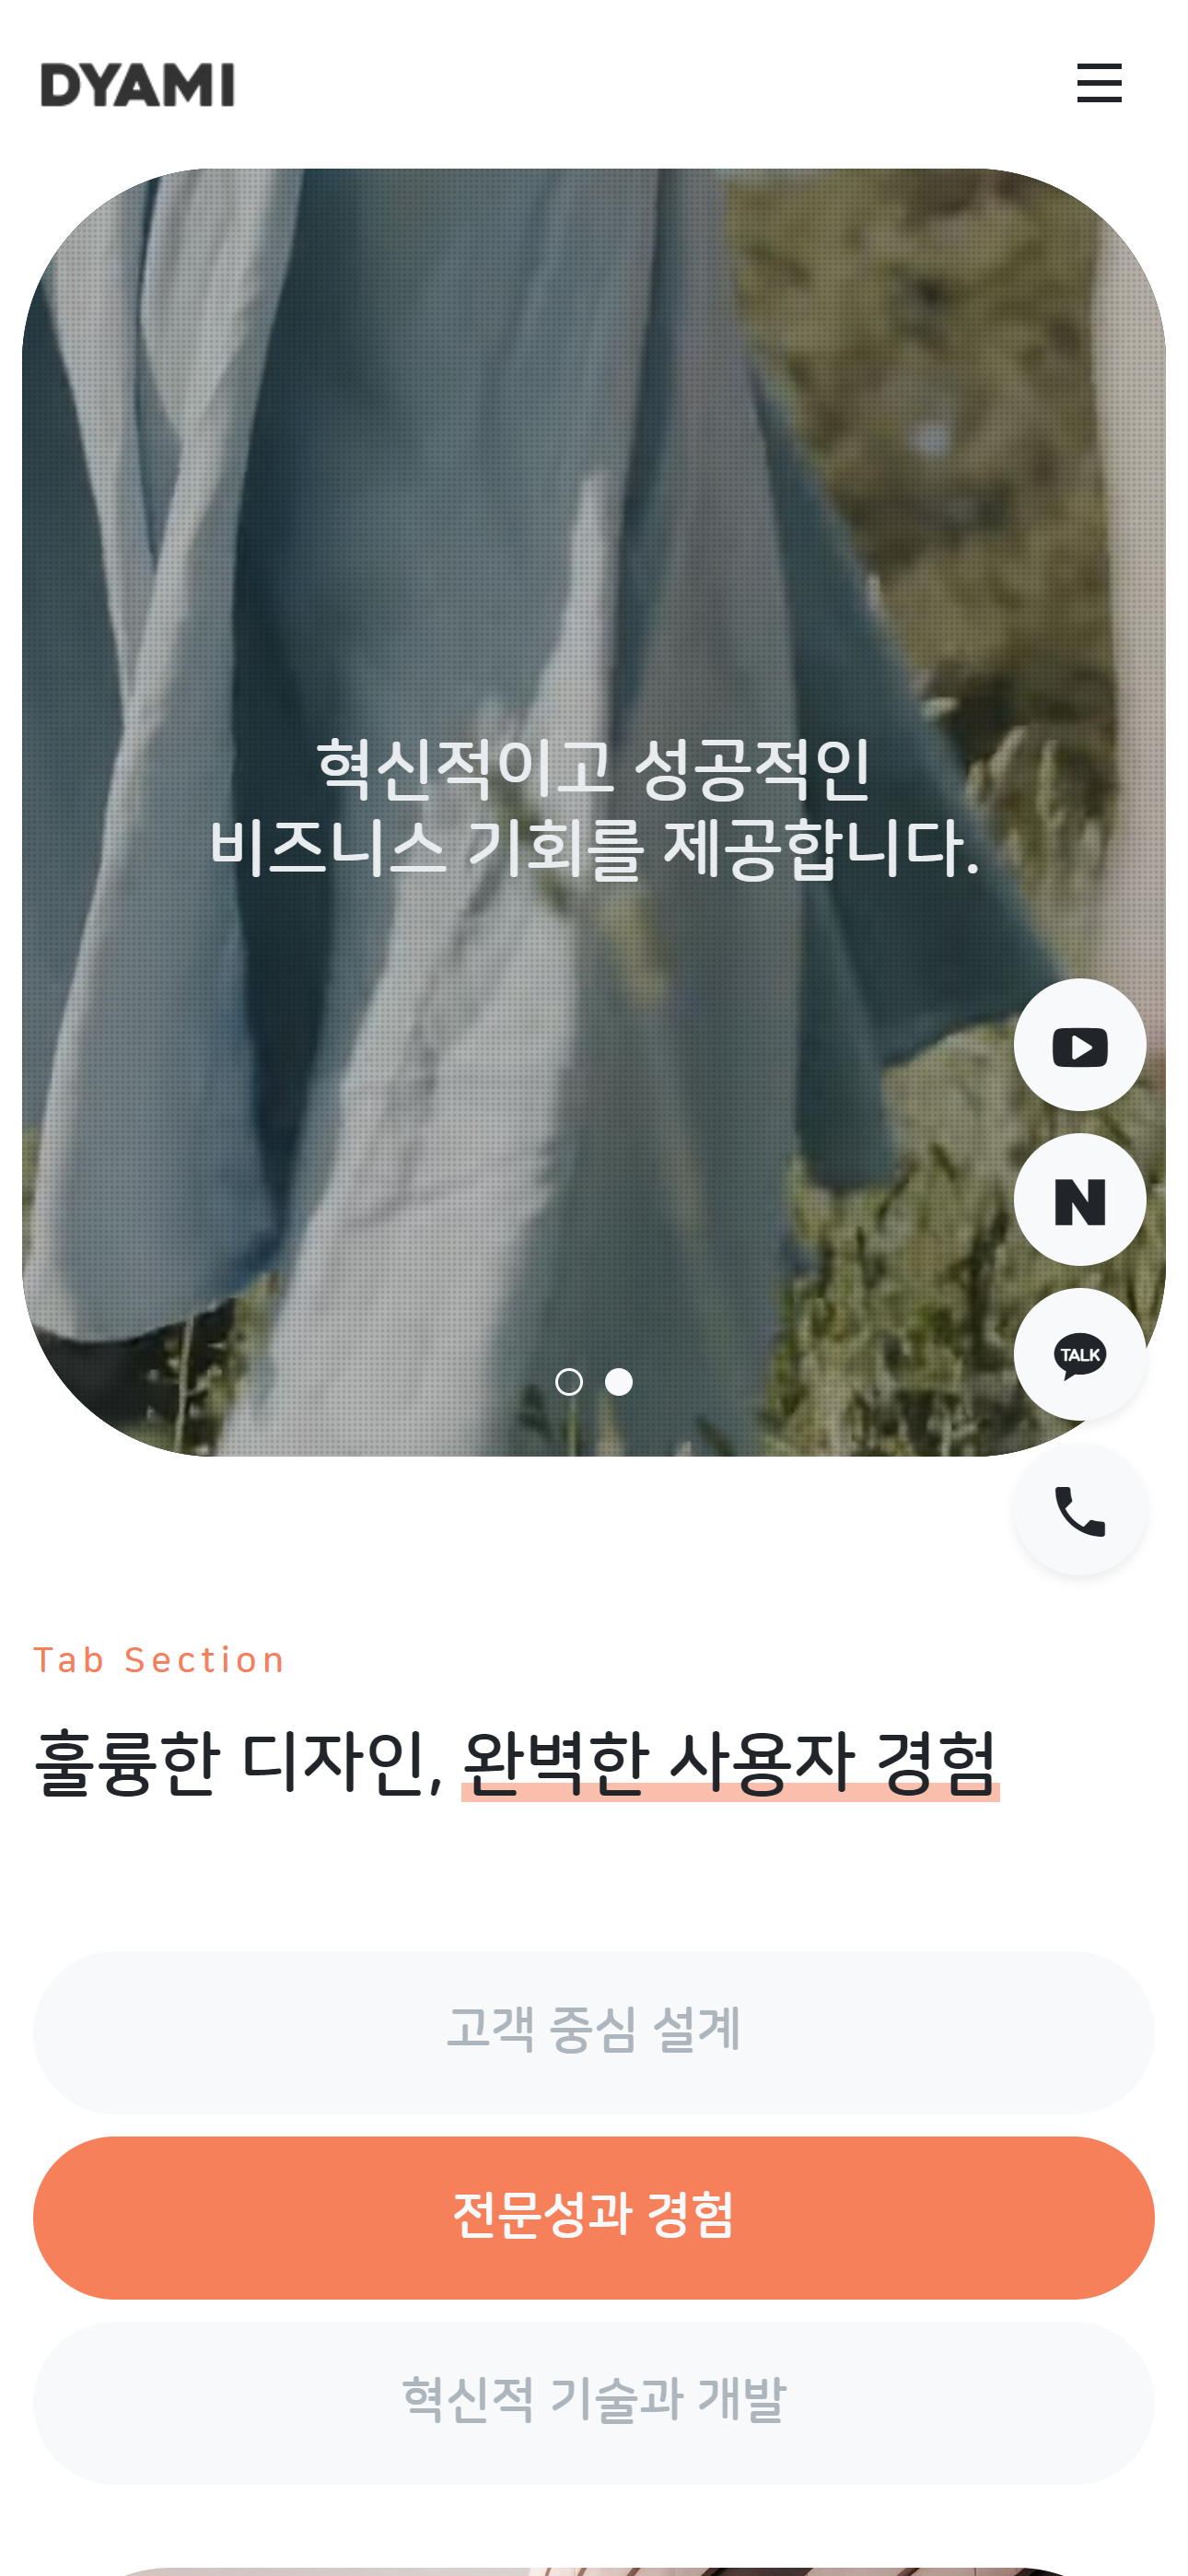 DYAMI
혁신적이고 성공적인
비즈니스 기회를 제공합니다.
N
TALK
Tab Section
훌륭한 디자인, 완벽한 사용자 경험
고객 중심 설계
전문성과 경험
혁신적 기술과 개발